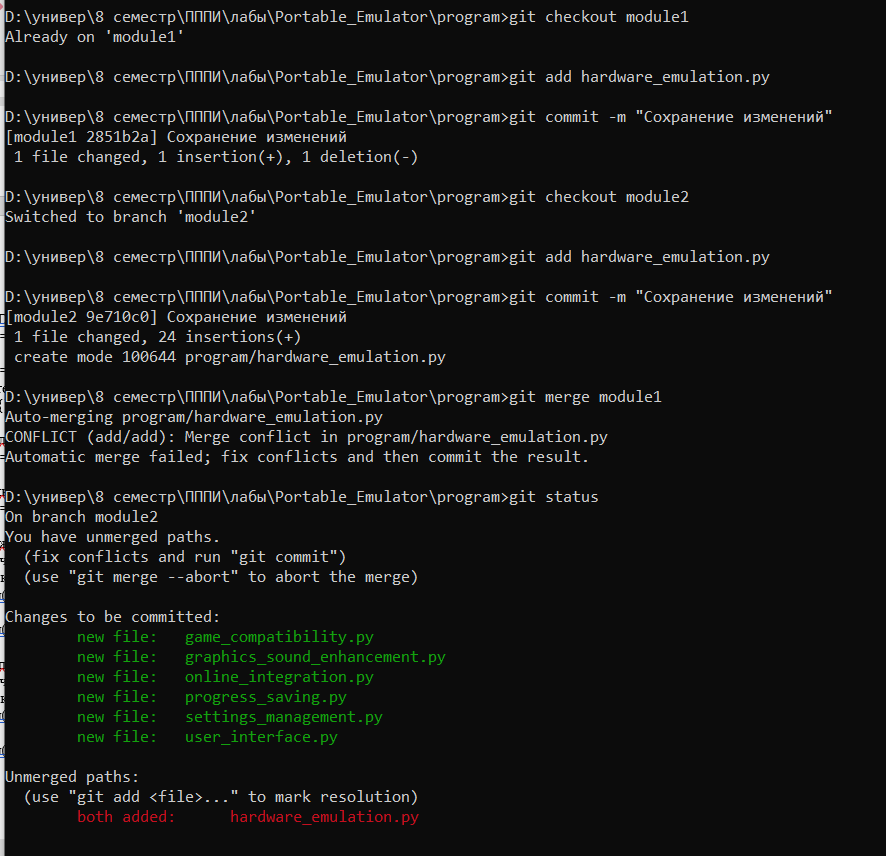 D:\универ\8 семестр\ПППИ\лабы\Portable_Emulator\program>git checkout module1
Already on 'module1'
D:\универ\8 семестр\ПППИ\лабы\Portable_Emulator\program>git add hardware_emulation.py
D:\универ\8 семестр\ПППИ\лабы\Portable_Emulator\program>git commit -m "Сохранение изменений"
[module1 2851b2a] Сохранение изменений
1 file changed, 1 insertion(+), 1 deletion(-)
D:\универ\8 семестр\ПППИ\лабы\Portable_Emulator\program>git checkout module2
Switched to branch 'module2'
D:\универ\8 семестр\ПППИ\лабы\Portable_Emulator\program>git add hardware_emulation.py
D:\универ\8 семестр\ПППИ\лабы\Portable_Emulator\program>git commit -m "Сохранение изменений"
[module2 9e710c0] Сохранение изменений
1 file changed, 24 insertions(+)
create mode 100644 program/hardware_emulation.py
D:\универ\8 семестр\ПППИ\лабы\Portable_Emulator\program>git merge module1
Auto-merging program/hardware_emulation.py
CONFLICT (add/add): Merge conflict in program/hardware_emulation.py
Automatic merge failed; fix conflicts and then commit the result.
D:\универ\8 семестр\ПППИ\лабы\Portable_Emulator\program>git status
On branch module2
You have unmerged paths.
(fix conflicts and run "git commit")
(use "git merge --abort" to abort the merge)
Changes to be committed:
new file:   game_compatibility.py
new file:   graphics_sound_enhancement.py
new file:   online_integration.py
new file:   progress_saving.py
new file:   settings_management.py
new file:   user_interface.py
Unmerged paths:
(use "git add <file>..." to mark resolution)
both added:      hardware_emulation.py